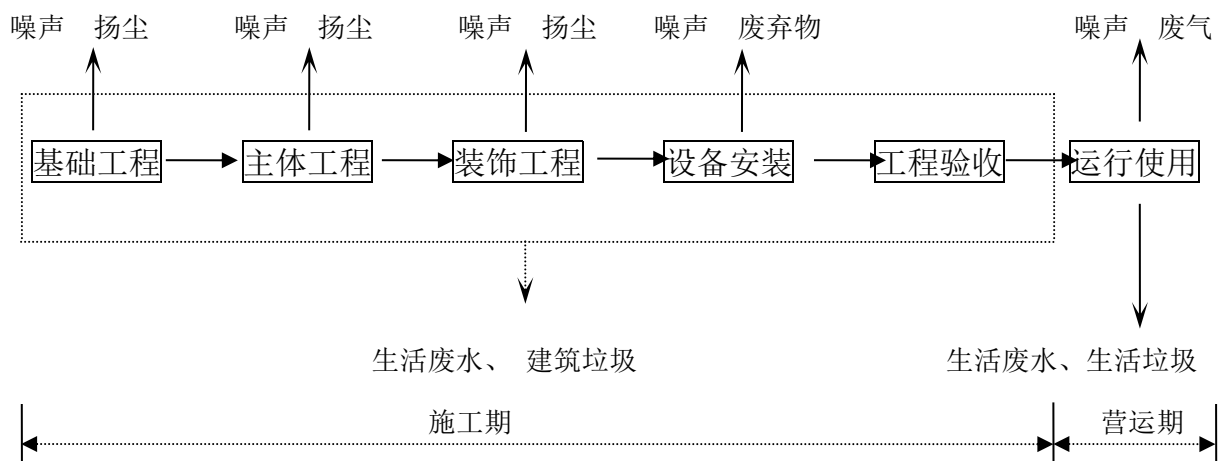 噪声 扬尘 噪声 扬尘 噪声 扬尘 噪声 废弃物 噪声 废气
基础工程 主体工程 装饰工程 设备安装 工程验收 运行使用
生活废水、 建筑垃圾 生活废水、生活垃圾
施工期 营运期